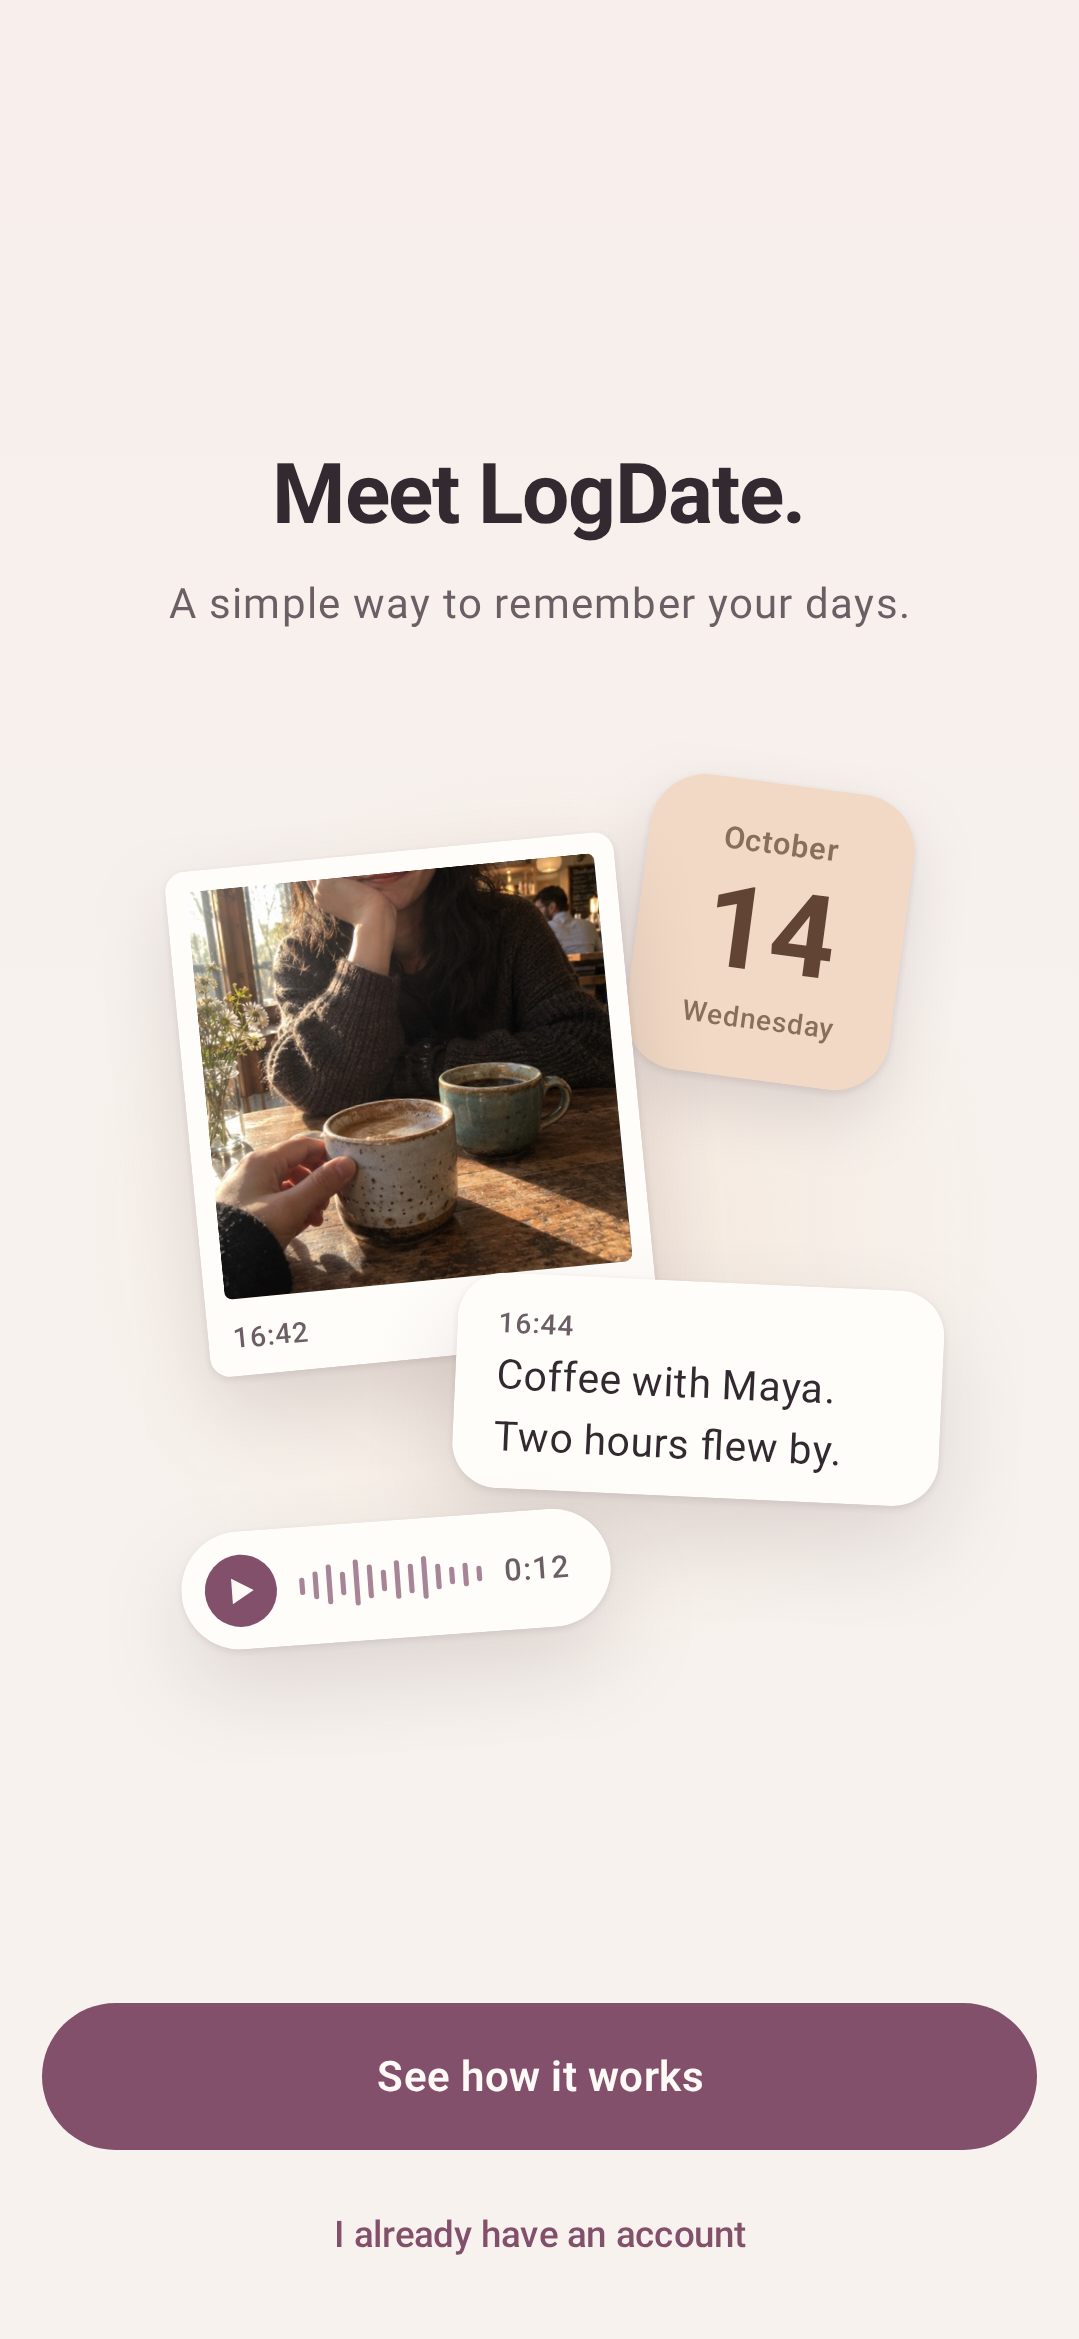 Meet LogDate.
A simple way to remember your days.
October
14
Wednesday
16:42
16:44
Coffee with Maya.
Two hours flew by.
0:12
See how it works
I already have an account